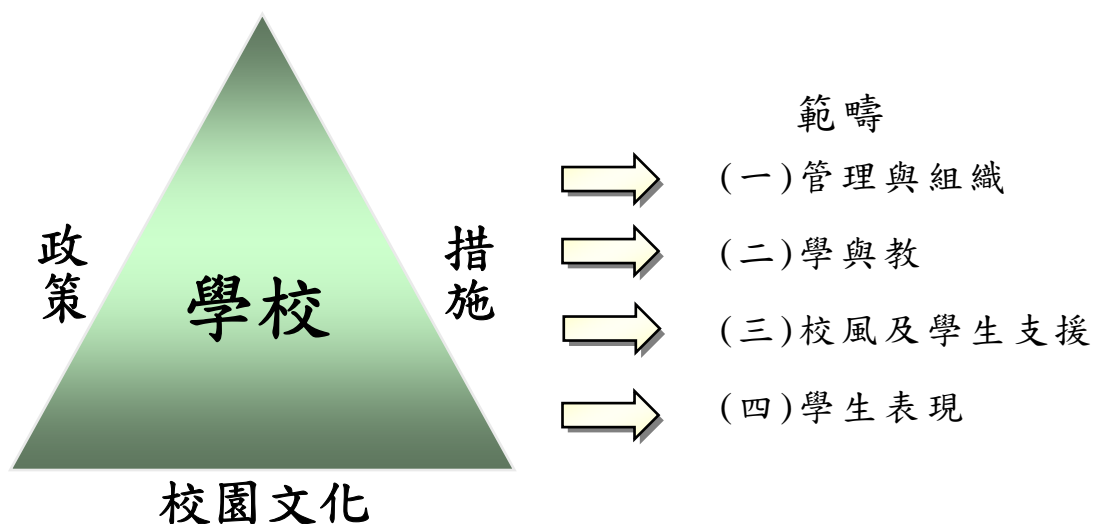 政策
學校
措施
校園文化
範疇
(一)管理與組織
(二)學與教
(三)校風及學生支援
(四)學生表現